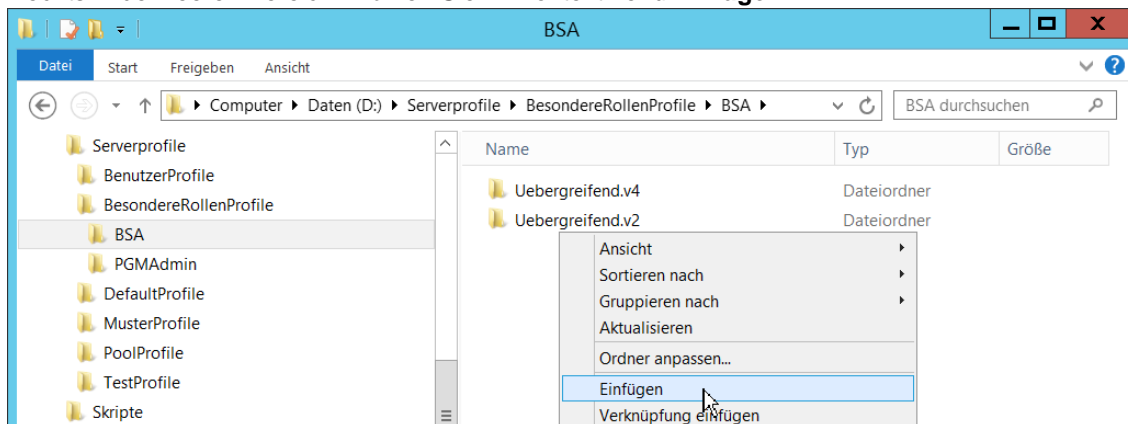 BSA
Datei Start Freigeben Ansicht
Computer Daten (D:) Serverprofile BesondereRollenProfile BSA BSA durchsuchen
Serverprofile
BenutzerProfile
BesondereRollenProfile
BSA
PGMAdmin
DefaultProfile
MusterProfile
PoolProfile
TestProfile
Skripte
Name Typ Größe
Uebergreifend.v4 Dateiordner
Uebergreifend.v2 Dateiordner
Ansicht
Sortieren nach
Gruppieren nach
Aktualisieren
Ordner anpassen...
Einfügen
Verknüpfung einfügen